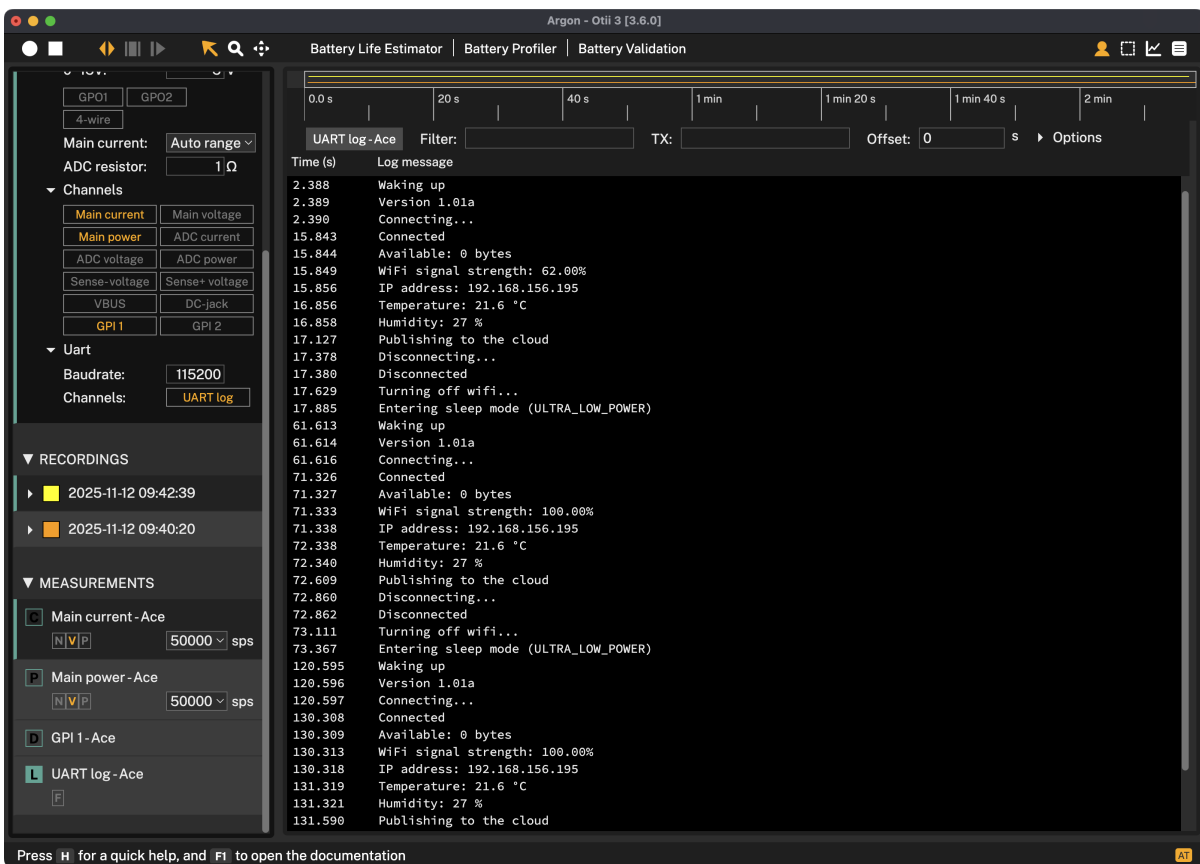 Argon - Otii 3 [3.6.0]
Battery Life Estimator | Battery Profiler | Battery Validation
GPO1 GPO2
4-wire
Main current: Auto range
ADC resistor: 1 Ω
Channels
Main current Main voltage
Main power ADC current
ADC voltage ADC power
Sense-voltage Sense+ voltage
VBUS DC-jack
GPI 1 GPI 2
Uart
Baudrate: 115200
Channels: UART log
RECORDINGS
2025-11-12 09:42:39
2025-11-12 09:40:20
MEASUREMENTS
C Main current - Ace
N V P 50000 sps
P Main power - Ace
N V P 50000 sps
D GPI 1 - Ace
L UART log - Ace
F
0.0 s 20 s 40 s 1 min 1 min 20 s 1 min 40 s 2 min
UART log - Ace Filter: TX: Offset: 0 s Options
Time (s) Log message
2.388 Waking up
2.389 Version 1.01a
2.390 Connecting...
15.843 Connected
15.844 Available: 0 bytes
15.849 WiFi signal strength: 62.00%
15.856 IP address: 192.168.156.195
16.856 Temperature: 21.6 °C
16.858 Humidity: 27 %
17.127 Publishing to the cloud
17.378 Disconnecting...
17.380 Disconnected
17.629 Turning off wifi...
17.885 Entering sleep mode (ULTRA_LOW_POWER)
61.613 Waking up
61.614 Version 1.01a
61.616 Connecting...
71.326 Connected
71.327 Available: 0 bytes
71.333 WiFi signal strength: 100.00%
71.338 IP address: 192.168.156.195
72.338 Temperature: 21.6 °C
72.340 Humidity: 27 %
72.609 Publishing to the cloud
72.860 Disconnecting...
72.862 Disconnected
73.111 Turning off wifi...
73.367 Entering sleep mode (ULTRA_LOW_POWER)
120.595 Waking up
120.596 Version 1.01a
120.597 Connecting...
130.308 Connected
130.309 Available: 0 bytes
130.313 WiFi signal strength: 100.00%
130.318 IP address: 192.168.156.195
131.319 Temperature: 21.6 °C
131.321 Humidity: 27 %
131.590 Publishing to the cloud
Press H for a quick help, and F1 to open the documentation
AT